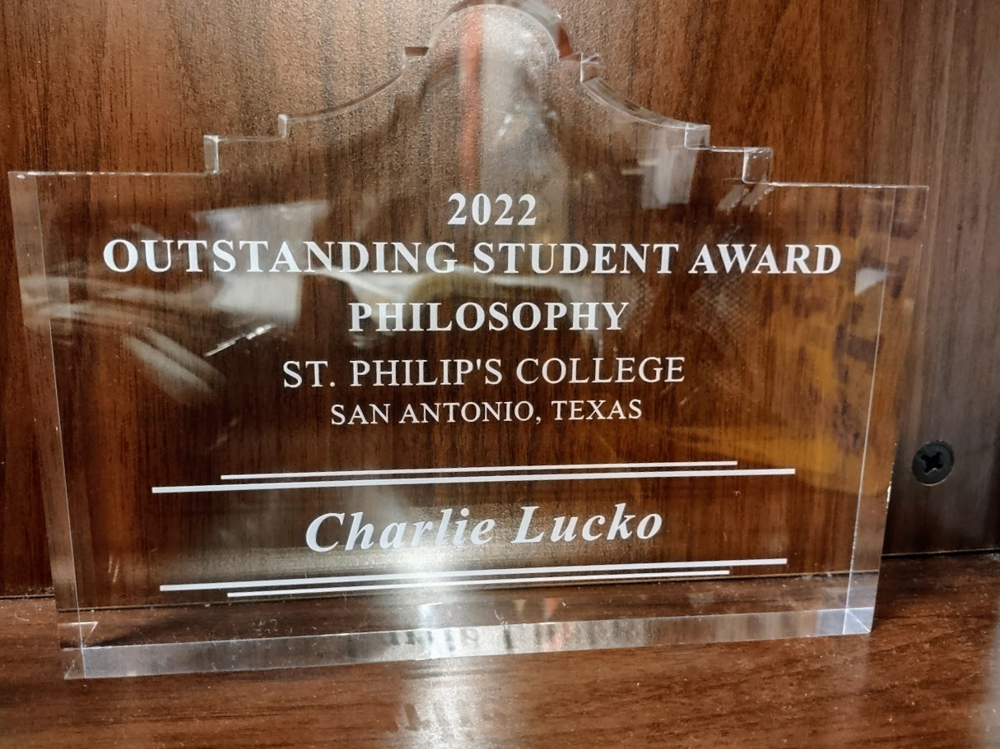 2022
OUTSTANDING STUDENT AWARD
PHILOSOPHY
ST. PHILIP'S COLLEGE
SAN ANTONIO, TEXAS
Charlie Lucko